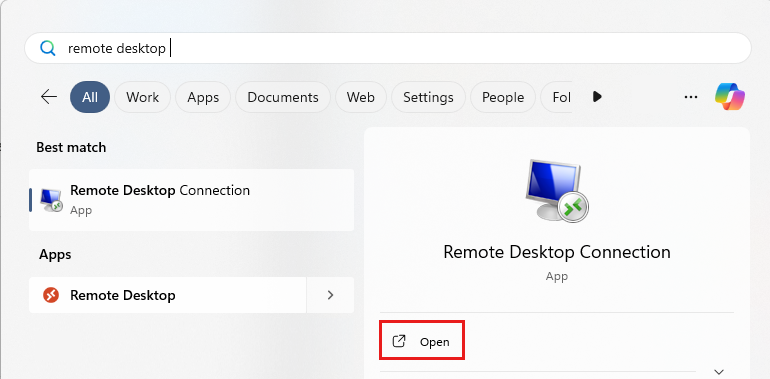 remote desktop
All Work Apps Documents Web Settings People Fol
Best match
Remote Desktop Connection
App
Apps
Remote Desktop
Remote Desktop Connection
App
Open